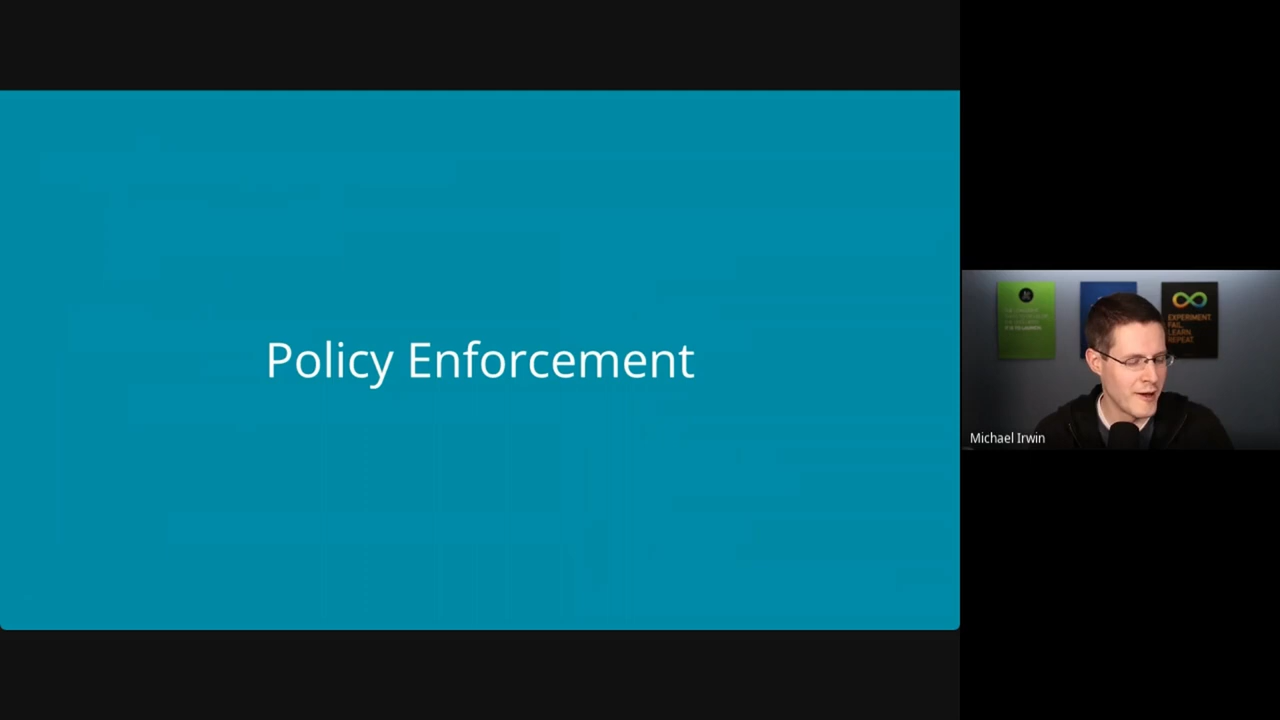 Policy Enforcement
EXPERIMENT.
FAIL.
LEARN.
REPEAT.
Michael Irwin